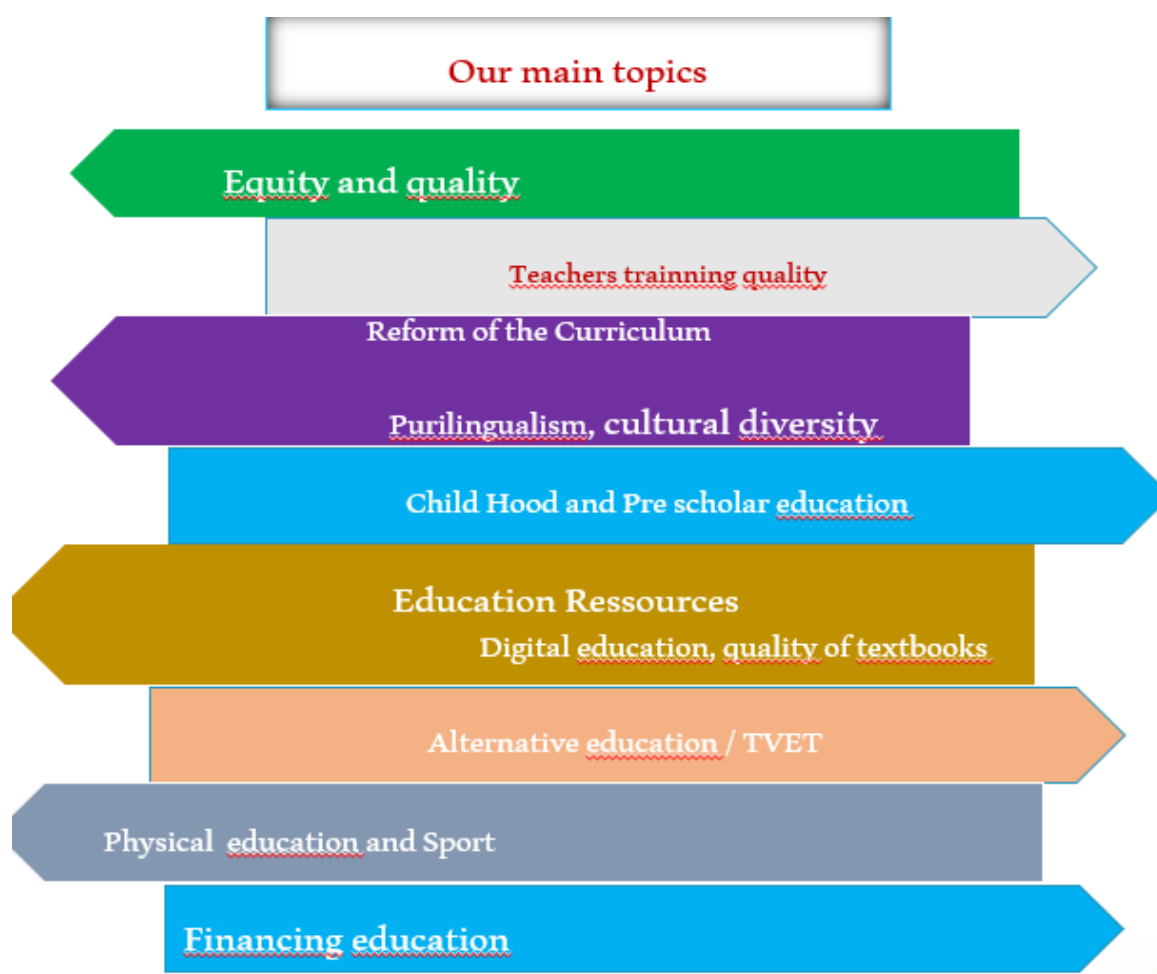 Our main topics
Equity and quality
Teachers trainning quality
Reform of the Curriculum
Purilingualism, cultural diversity
Child Hood and Pre scholar education
Education Ressources
Digital education, quality of textbooks
Alternative education / TVET
Physical education and Sport
Financing education